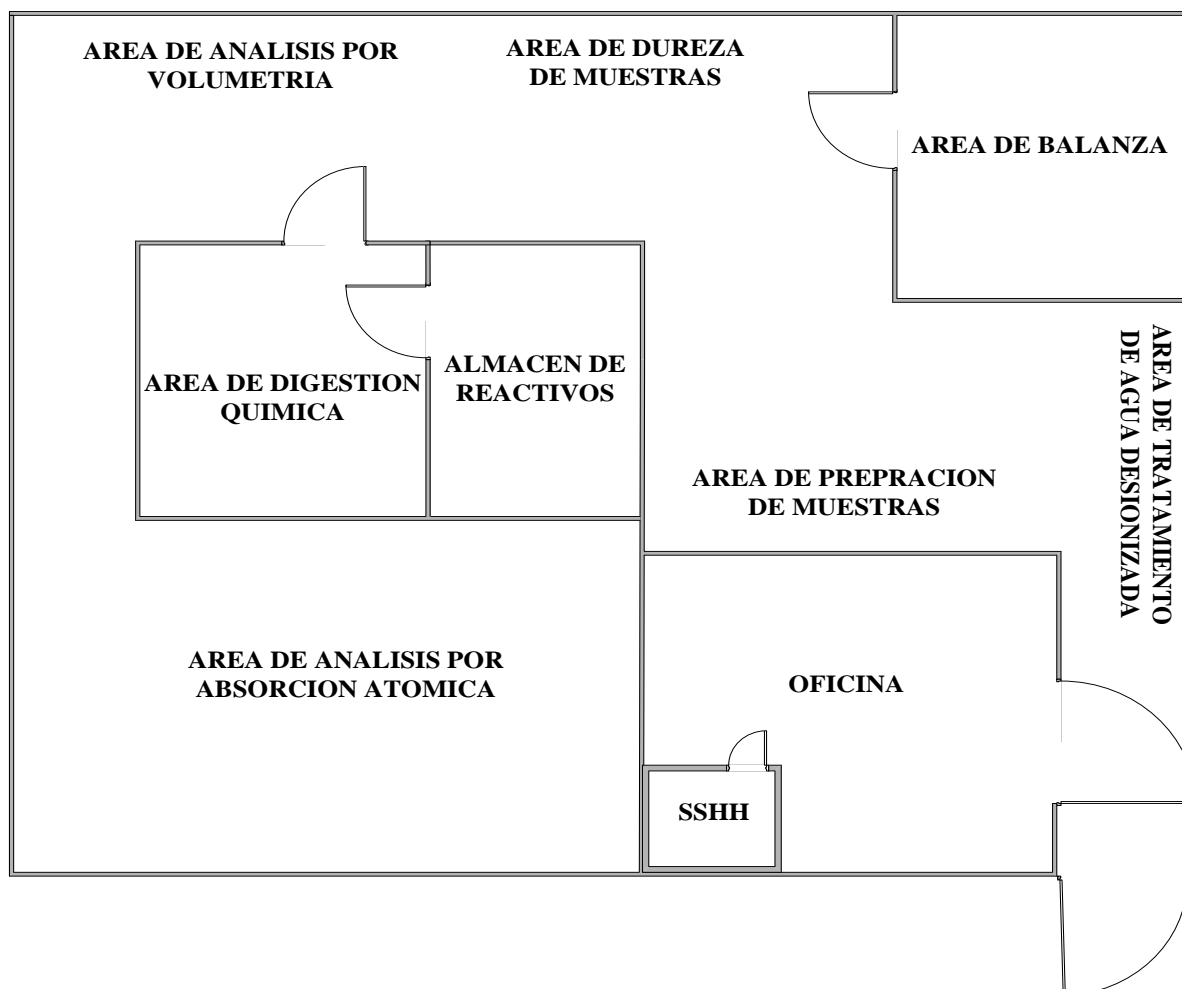 AREA DE ANALISIS POR
VOLUMETRIA
AREA DE DUREZA
DE MUESTRAS
AREA DE BALANZA
AREA DE DIGESTION
QUIMICA
ALMACEN DE
REACTIVOS
AREA DE TRATAMIENTO
DE AGUA DESIONIZADA
AREA DE PREPRACION
DE MUESTRAS
AREA DE ANALISIS POR
ABSORCION ATOMICA
OFICINA
SSHH